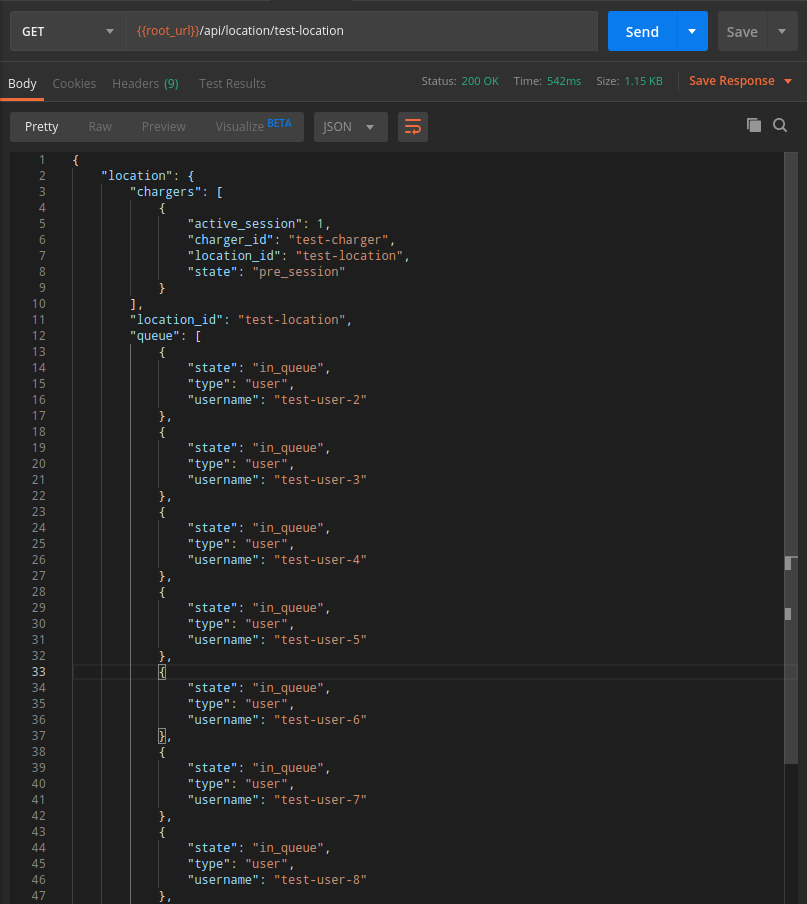 GET {{root_url}}/api/location/test-location Send Save
Body Cookies Headers (9) Test Results Status: 200 OK Time: 542ms Size: 1.15 KB Save Response
Pretty Raw Preview Visualize BETA JSON
1 {
2 "location": {
3 "chargers": [
4 {
5 "active_session": 1,
6 "charger_id": "test-charger",
7 "location_id": "test-location",
8 "state": "pre_session"
9 }
10 ],
11 "location_id": "test-location",
12 "queue": [
13 {
14 "state": "in_queue",
15 "type": "user",
16 "username": "test-user-2"
17 },
18 {
19 "state": "in_queue",
20 "type": "user",
21 "username": "test-user-3"
22 },
23 {
24 "state": "in_queue",
25 "type": "user",
26 "username": "test-user-4"
27 },
28 {
29 "state": "in_queue",
30 "type": "user",
31 "username": "test-user-5"
32 },
33 {
34 "state": "in_queue",
35 "type": "user",
36 "username": "test-user-6"
37 },
38 {
39 "state": "in_queue",
40 "type": "user",
41 "username": "test-user-7"
42 },
43 {
44 "state": "in_queue",
45 "type": "user",
46 "username": "test-user-8"
47 },